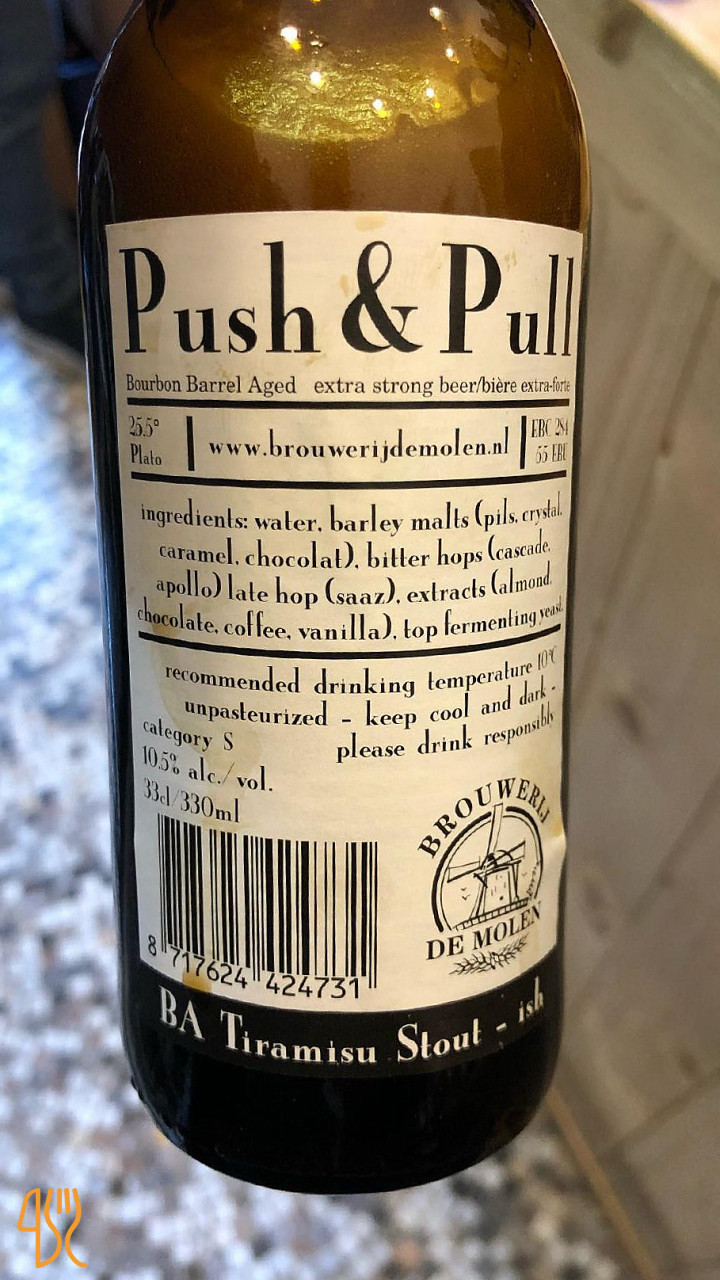 Push & Pull
Bourbon Barrel Aged extra strong beer/bière extra-forte
25.5°
Plato
www.brouwerijdemolen.nl
EBC 284
55 EBU
ingredients: water, barley malts (pils, crystal,
caramel, chocolat), bitter hops (cascade,
apollo) late hop (saaz), extracts (almond,
chocolate, coffee, vanilla), top fermenting yeast.
recommended drinking temperature 10°C
unpasteurized - keep cool and dark -
please drink responsibly
category S
10.5% alc./vol.
33cl/330ml
BROUWERIJ
DE MOLEN
8 717624 424731
BA Tiramisu Stout - ish